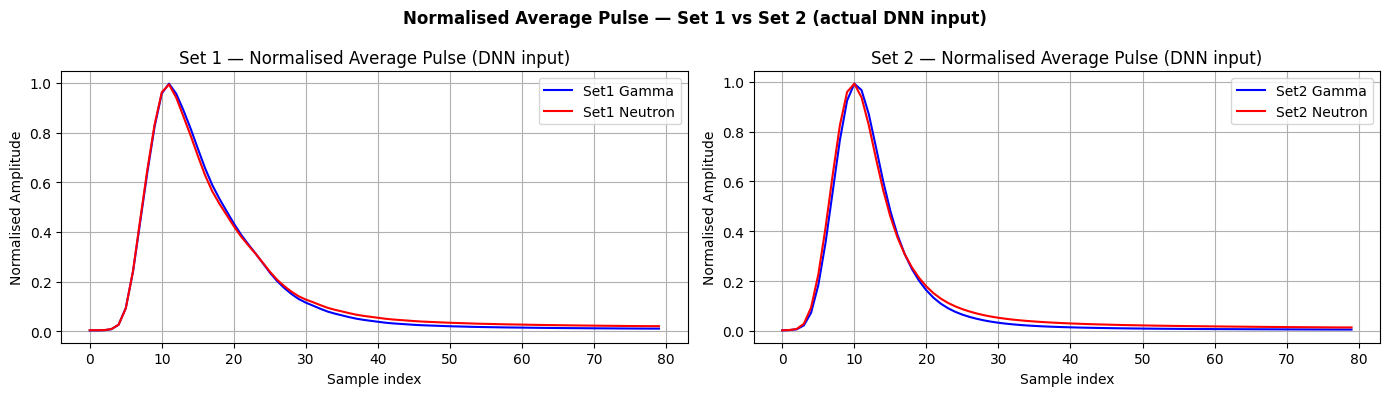 Normalised Average Pulse — Set 1 vs Set 2 (actual DNN input)
Set 1 — Normalised Average Pulse (DNN input)
Normalised Amplitude
1.0
0.8
0.6
0.4
0.2
0.0
Set1 Gamma
Set1 Neutron
0 10 20 30 40 50 60 70 80
Sample index
Set 2 — Normalised Average Pulse (DNN input)
Normalised Amplitude
1.0
0.8
0.6
0.4
0.2
0.0
Set2 Gamma
Set2 Neutron
0 10 20 30 40 50 60 70 80
Sample index